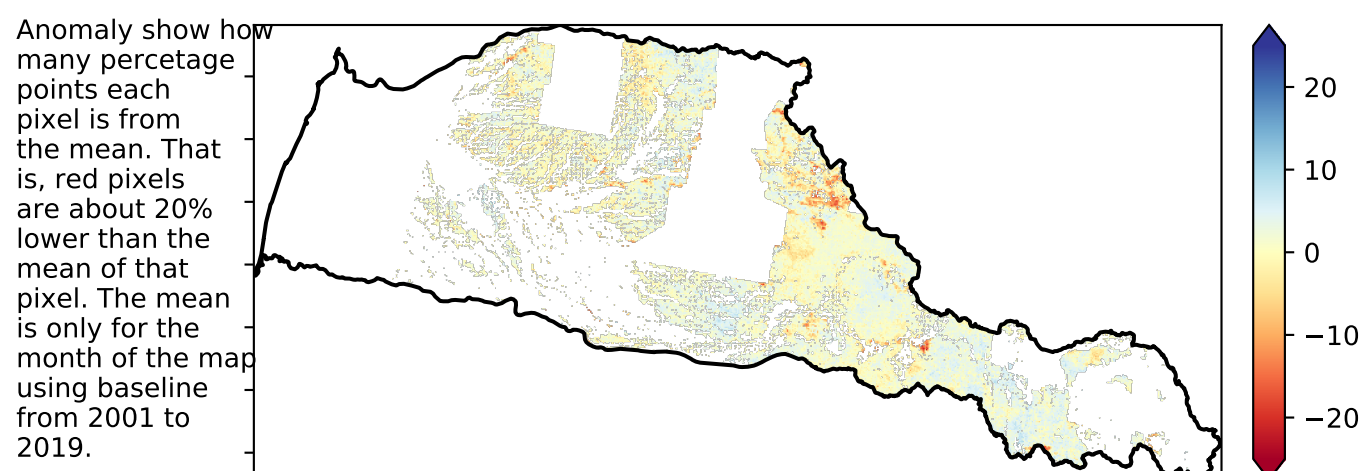 Anomaly show how
many percetage
points each
pixel is from
the mean. That
is, red pixels
are about 20%
lower than the
mean of that
pixel. The mean
is only for the
month of the map
using baseline
from 2001 to
2019.
20
10
0
−10
−20